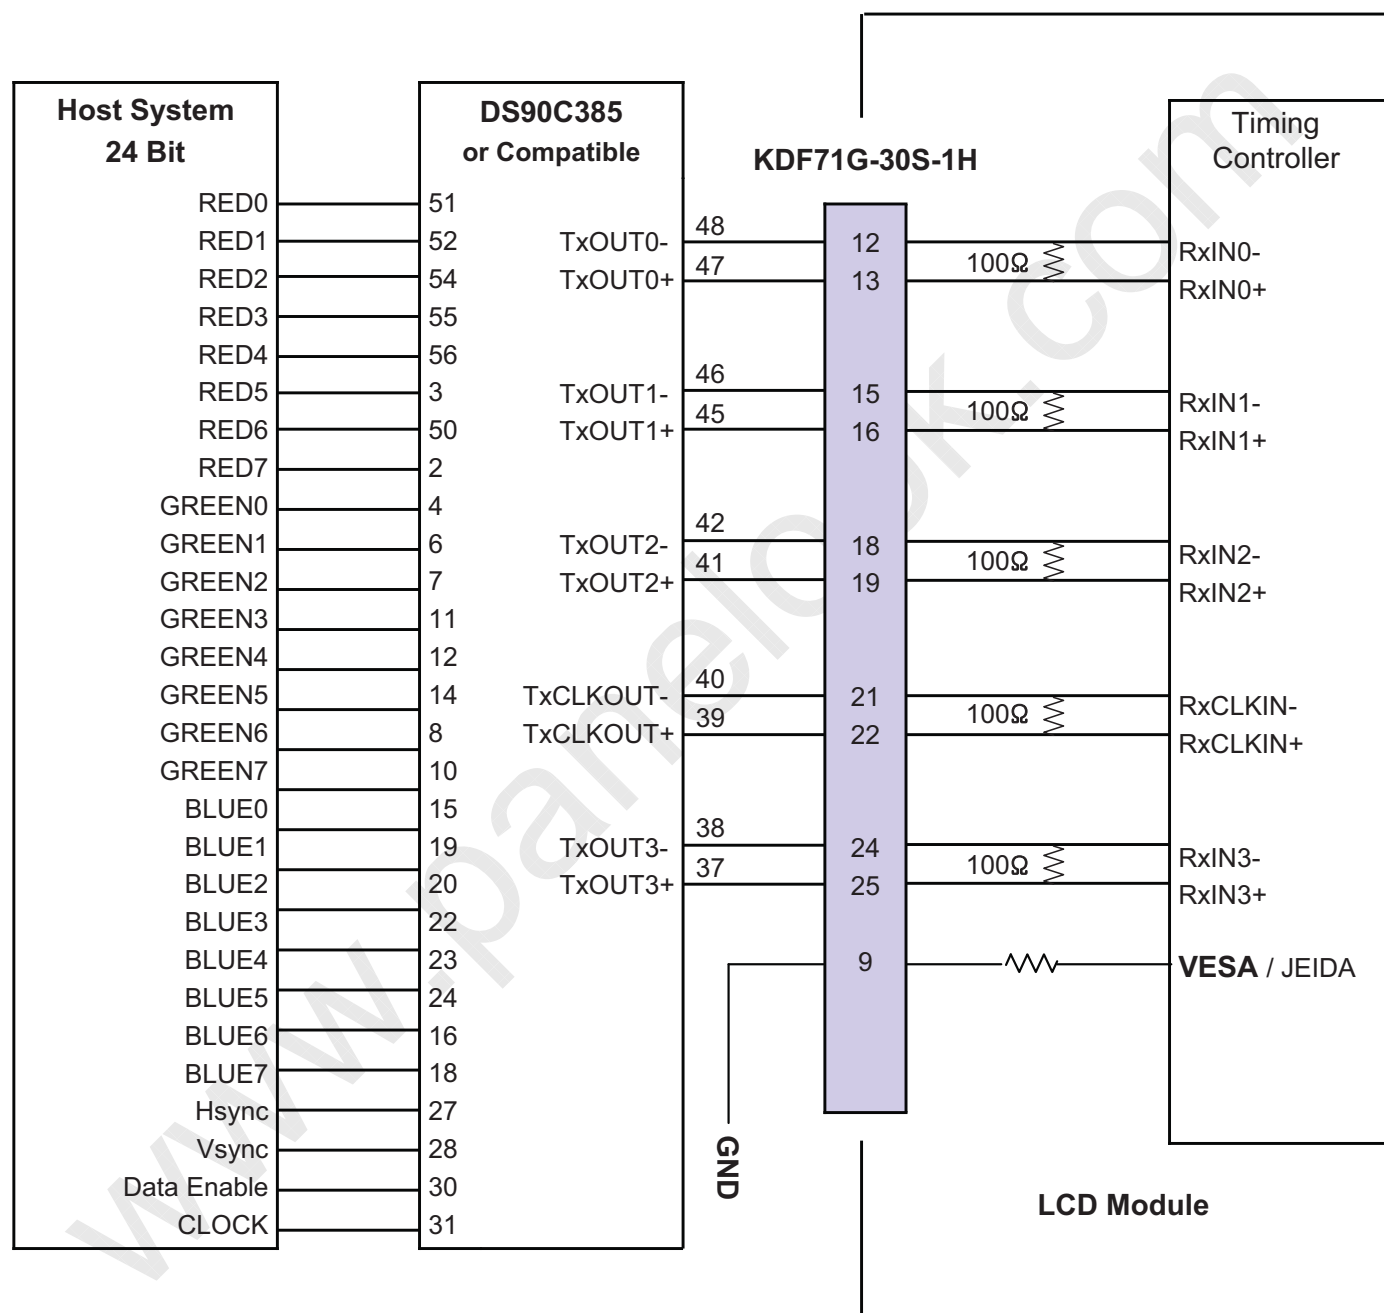 Host System
24 Bit
RED0
RED1
RED2
RED3
RED4
RED5
RED6
RED7
GREEN0
GREEN1
GREEN2
GREEN3
GREEN4
GREEN5
GREEN6
GREEN7
BLUE0
BLUE1
BLUE2
BLUE3
BLUE4
BLUE5
BLUE6
BLUE7
Hsync
Vsync
Data Enable
CLOCK
DS90C385
or Compatible
51
52
54
55
56
3
50
2
4
6
7
11
12
14
8
10
15
19
20
22
23
24
16
18
27
28
30
31
TxOUT0-
TxOUT0+
TxOUT1-
TxOUT1+
TxOUT2-
TxOUT2+
TxCLKOUT-
TxCLKOUT+
TxOUT3-
TxOUT3+
48
47
46
45
42
41
40
39
38
37
GND
KDF71G-30S-1H
12
13
15
16
18
19
21
22
24
25
9
100Ω
100Ω
100Ω
100Ω
100Ω
Timing
Controller
RxIN0-
RxIN0+
RxIN1-
RxIN1+
RxIN2-
RxIN2+
RxCLKIN-
RxCLKIN+
RxIN3-
RxIN3+
VESA / JEIDA
LCD Module
www.panelook.com